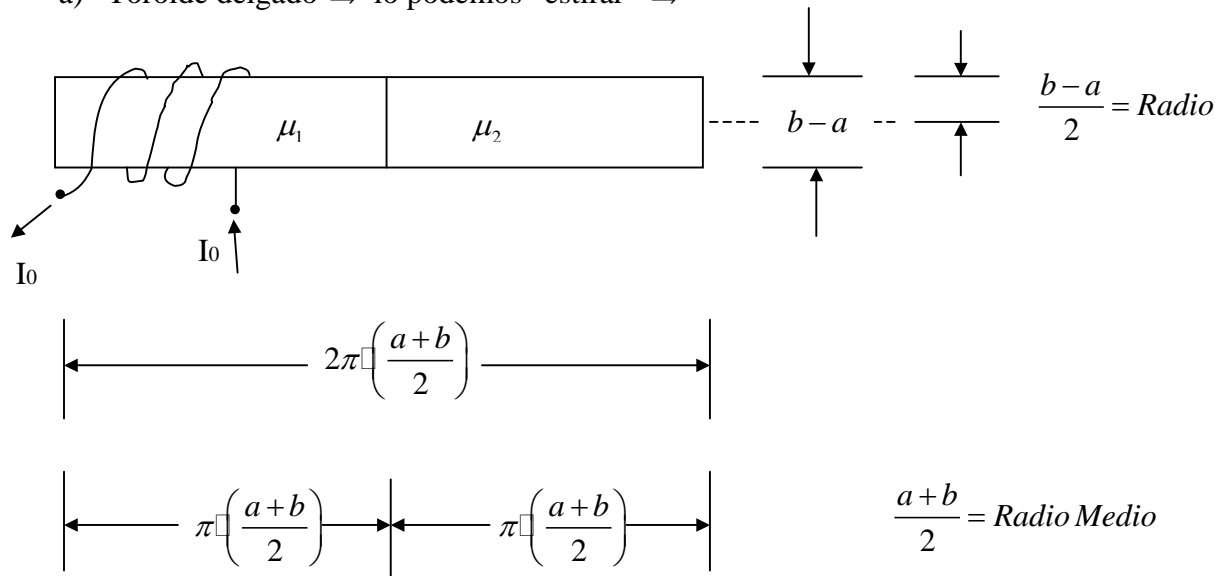 a) Toroide delgado → lo podemos "estirar" →
μ₁
μ₂
b − a
(b − a)/2 = Radio
I₀
I₀
2π·((a + b)/2)
π·((a + b)/2)
π·((a + b)/2)
(a + b)/2 = Radio Medio